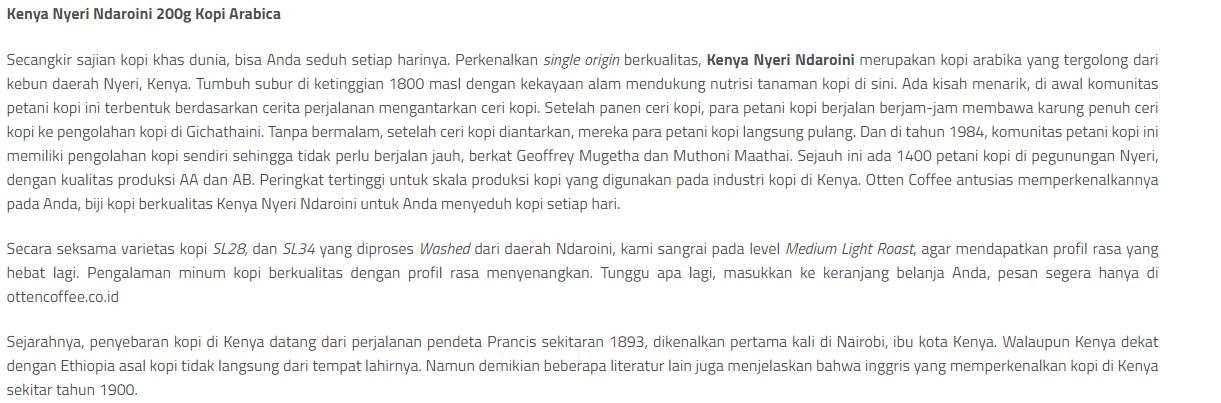 Kenya Nyeri Ndaroini 200g Kopi Arabica
Secangkir sajian kopi khas dunia, bisa Anda seduh setiap harinya. Perkenalkan single origin berkualitas, Kenya Nyeri Ndaroini merupakan kopi arabika yang tergolong dari
kebun daerah Nyeri, Kenya. Tumbuh subur di ketinggian 1800 masl dengan kekayaan alam mendukung nutrisi tanaman kopi di sini. Ada kisah menarik, di awal komunitas
petani kopi ini terbentuk berdasarkan cerita perjalanan mengantarkan ceri kopi. Setelah panen ceri kopi, para petani kopi berjalan berjam-jam membawa karung penuh ceri
kopi ke pengolahan kopi di Gichathaini. Tanpa bermalam, setelah ceri kopi diantarkan, mereka para petani kopi langsung pulang. Dan di tahun 1984, komunitas petani kopi ini
memiliki pengolahan kopi sendiri sehingga tidak perlu berjalan jauh, berkat Geoffrey Mugetha dan Muthoni Maathai. Sejauh ini ada 1400 petani kopi di pegunungan Nyeri,
dengan kualitas produksi AA dan AB. Peringkat tertinggi untuk skala produksi kopi yang digunakan pada industri kopi di Kenya. Otten Coffee antusias memperkenalkannya
pada Anda, biji kopi berkualitas Kenya Nyeri Ndaroini untuk Anda menyeduh kopi setiap hari.
Secara seksama varietas kopi SL28, dan SL34 yang diproses Washed dari daerah Ndaroini, kami sangrai pada level Medium Light Roast, agar mendapatkan profil rasa yang
hebat lagi. Pengalaman minum kopi berkualitas dengan profil rasa menyenangkan. Tunggu apa lagi, masukkan ke keranjang belanja Anda, pesan segera hanya di
ottencoffee.co.id
Sejarahnya, penyebaran kopi di Kenya datang dari perjalanan pendeta Prancis sekitaran 1893, dikenalkan pertama kali di Nairobi, ibu kota Kenya. Walaupun Kenya dekat
dengan Ethiopia asal kopi tidak langsung dari tempat lahirnya. Namun demikian beberapa literatur lain juga menjelaskan bahwa inggris yang memperkenalkan kopi di Kenya
sekitar tahun 1900.